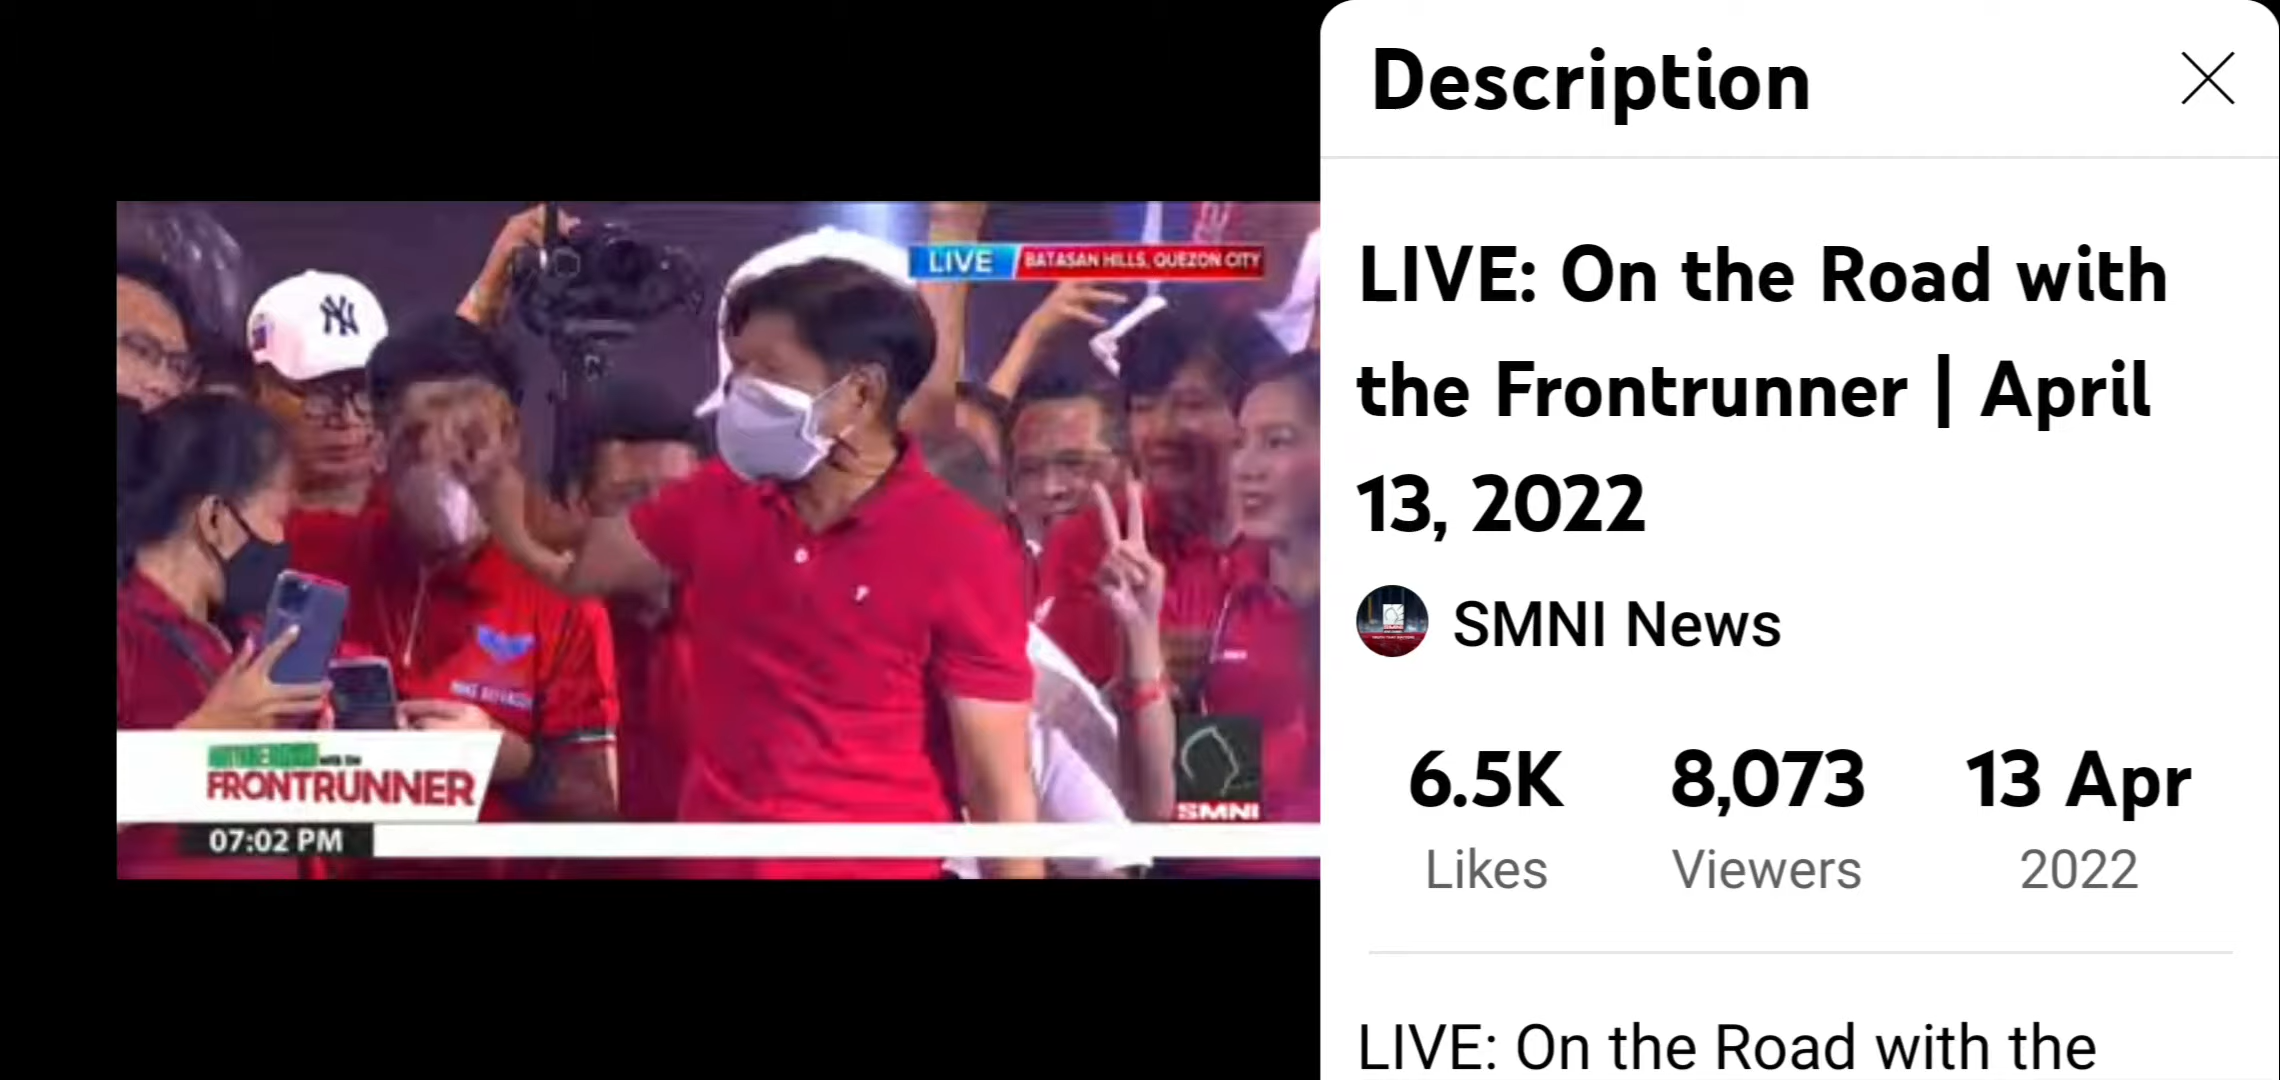 LIVE
BATASAN HILLS, QUEZON CITY
NY
FRONTRUNNER
07:02 PM
SMNI
Description
LIVE: On the Road with
the Frontrunner | April
13, 2022
SMNI News
6.5K 8,073 13 Apr
Likes Viewers 2022
LIVE: On the Road with the